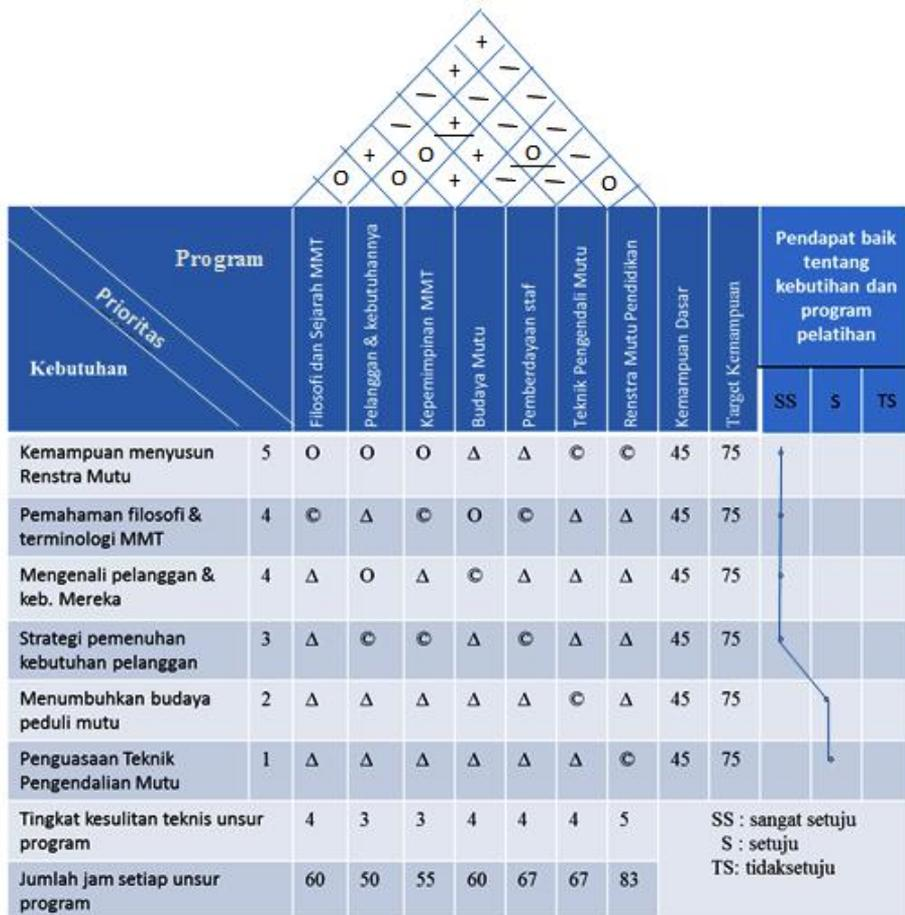 +
+ —
— — —
— + — —
+ O + O —
O O + — — O
Program
Prioritas
Kebutuhan
Filosofi dan Sejarah MMT
Pelanggan & kebutuhannya
Kepemimpinan MMT
Budaya Mutu
Pemberdayaan staf
Teknik Pengendali Mutu
Renstra Mutu Pendidikan
Kemampuan Dasar
Target Kemampuan
Pendapat baik
tentang
kebutihan dan
program
pelatihan
SS S TS
Kemampuan menyusun 5 O O O Δ Δ © © 45 75
Renstra Mutu
Pemahaman filosofi & 4 © Δ © O © Δ Δ 45 75
terminologi MMT
Mengenali pelanggan & 4 Δ O Δ © Δ Δ Δ 45 75
keb. Mereka
Strategi pemenuhan 3 Δ © © Δ © Δ Δ 45 75
kebutuhan pelanggan
Menumbuhkan budaya 2 Δ Δ Δ Δ Δ © Δ 45 75
peduli mutu
Penguasaan Teknik 1 Δ Δ Δ Δ Δ Δ © 45 75
Pengendalian Mutu
Tingkat kesulitan teknis unsur 4 3 3 4 4 4 5
program
Jumlah jam setiap unsur 60 50 55 60 67 67 83
program
SS : sangat setuju
S : setuju
TS: tidaksetuju